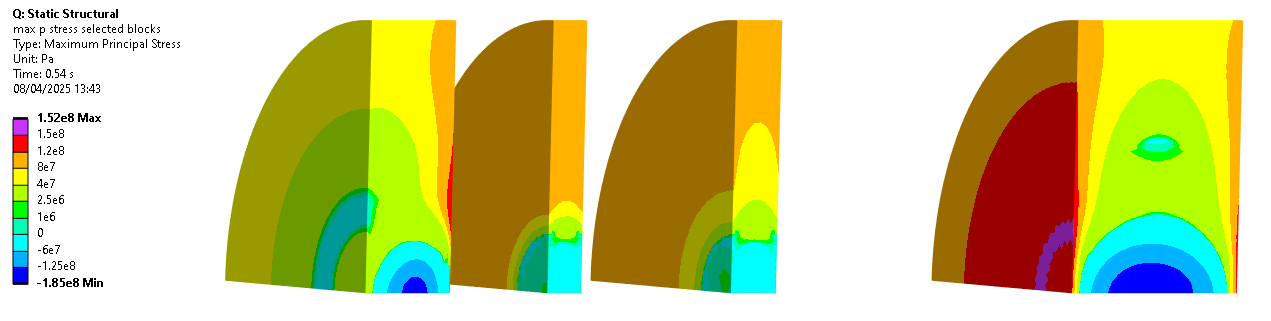 Q: Static Structural
max p stress selected blocks
Type: Maximum Principal Stress
Unit: Pa
Time: 0.54 s
08/04/2025 13:43
1.52e8 Max
1.5e8
1.2e8
8e7
4e7
2.5e6
1e6
0
-6e7
-1.25e8
-1.85e8 Min